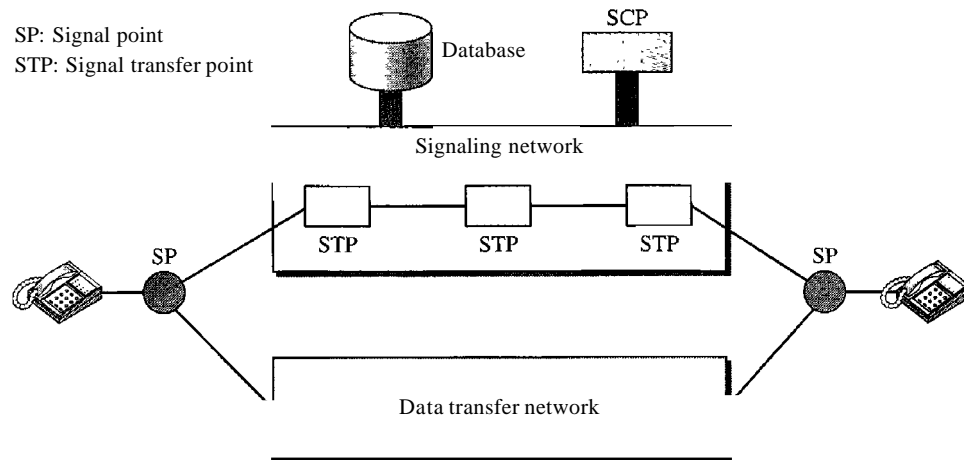 SP: Signal point
STP: Signal transfer point
Database
SCP
Signaling network
STP
STP
STP
SP
SP
Data transfer network